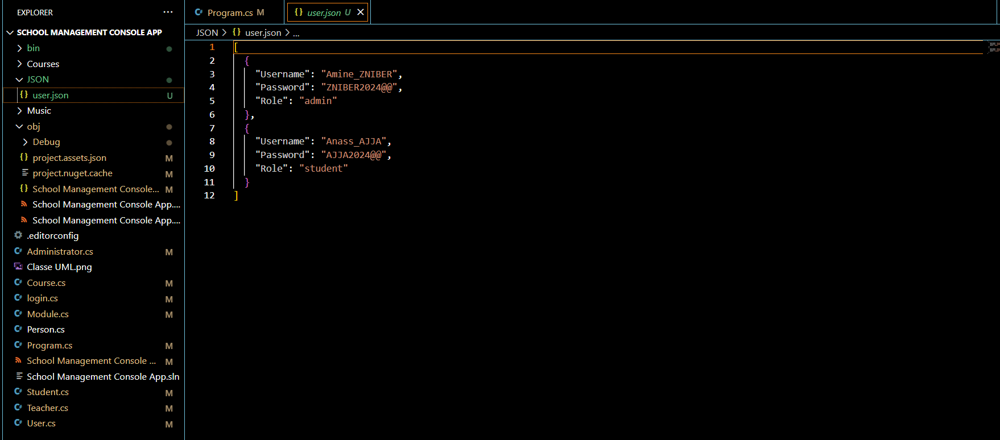 EXPLORER ...
SCHOOL MANAGEMENT CONSOLE APP
bin
Courses
JSON
user.json U
Music
obj
Debug
project.assets.json M
project.nuget.cache M
School Management Console... M
School Management Console App....
School Management Console App....
.editorconfig
Administrator.cs M
Classe UML.png
Course.cs M
login.cs M
Module.cs M
Person.cs
Program.cs M
School Management Console ... M
School Management Console App.sln
Student.cs M
Teacher.cs M
User.cs M
Program.cs M
{} user.json U
JSON > {} user.json > ...
1 [
2 {
3 "Username": "Amine_ZNIBER",
4 "Password": "ZNIBER2024@@",
5 "Role": "admin"
6 },
7 {
8 "Username": "Anass_AJJA",
9 "Password": "AJJA2024@@",
10 "Role": "student"
11 }
12 ]